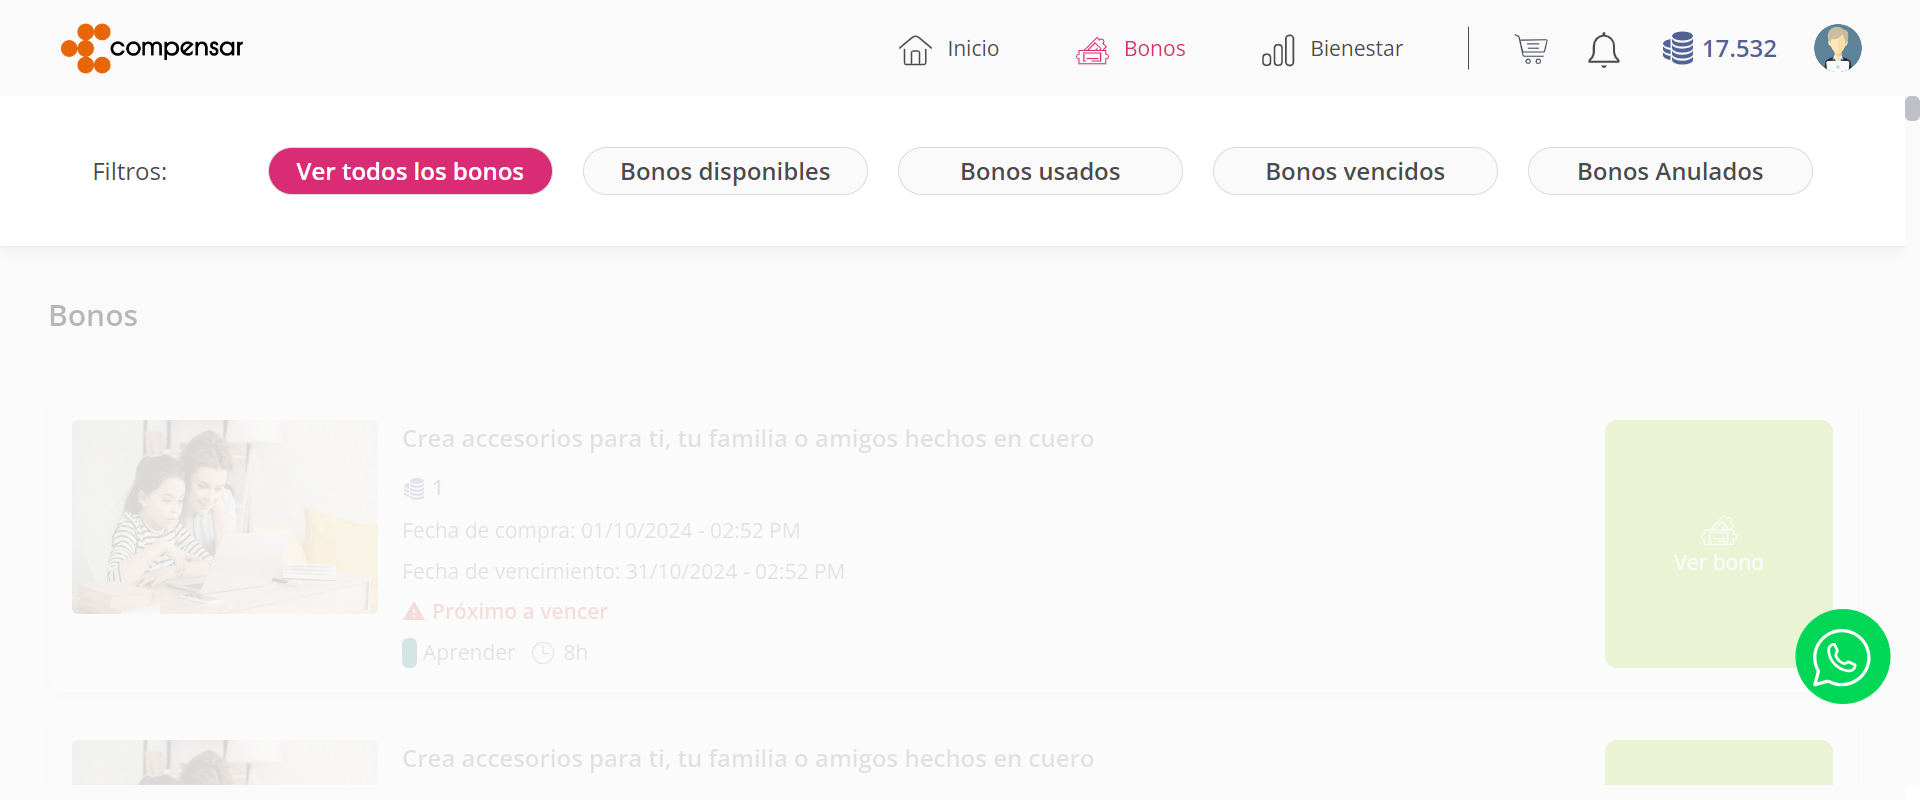 compensar
Inicio
Bonos
Bienestar
17.532
Filtros:
Ver todos los bonos
Bonos disponibles
Bonos usados
Bonos vencidos
Bonos Anulados
Bonos
Crea accesorios para ti, tu familia o amigos hechos en cuero
1
Fecha de compra: 01/10/2024 - 02:52 PM
Fecha de vencimiento: 31/10/2024 - 02:52 PM
Próximo a vencer
Aprender
8h
Ver bono
Crea accesorios para ti, tu familia o amigos hechos en cuero